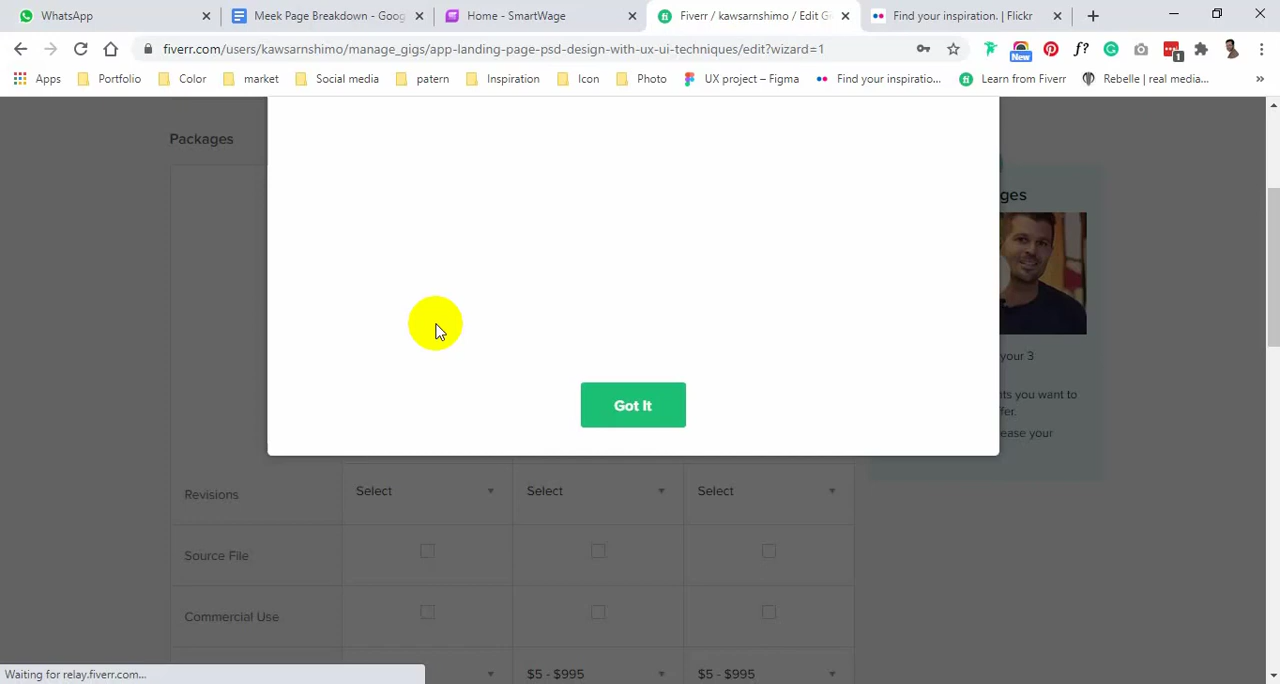 WhatsApp
Meek Page Breakdown - Goog
Home - SmartWage
Fiverr / kawsarnshimo / Edit G
Find your inspiration. | Flickr
fiverr.com/users/kawsarnshimo/manage_gigs/app-landing-page-psd-design-with-ux-ui-techniques/edit?wizard=1
f?
New
1
Apps
Portfolio
Color
market
Social media
patern
Inspiration
Icon
Photo
UX project – Figma
Find your inspiratio...
Learn from Fiverr
Rebelle | real media...
»
Packages
ges
your 3
ts you want to
fer.
ease your
Got It
Revisions
Select
Select
Select
Source File
Commercial Use
$5 - $995
$5 - $995
Waiting for relay.fiverr.com...